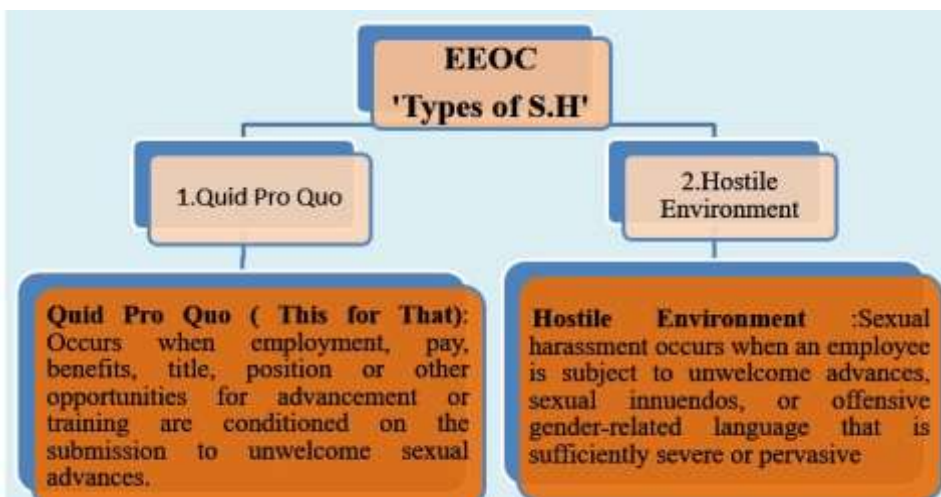 EEOC
'Types of S.H'
1.Quid Pro Quo
2.Hostile
Environment
Quid Pro Quo ( This for That):
Occurs when employment, pay,
benefits, title, position or other
opportunities for advancement or
training are conditioned on the
submission to unwelcome sexual
advances.
Hostile Environment :Sexual
harassment occurs when an employee
is subject to unwelcome advances,
sexual innuendos, or offensive
gender-related language that is
sufficiently severe or pervasive